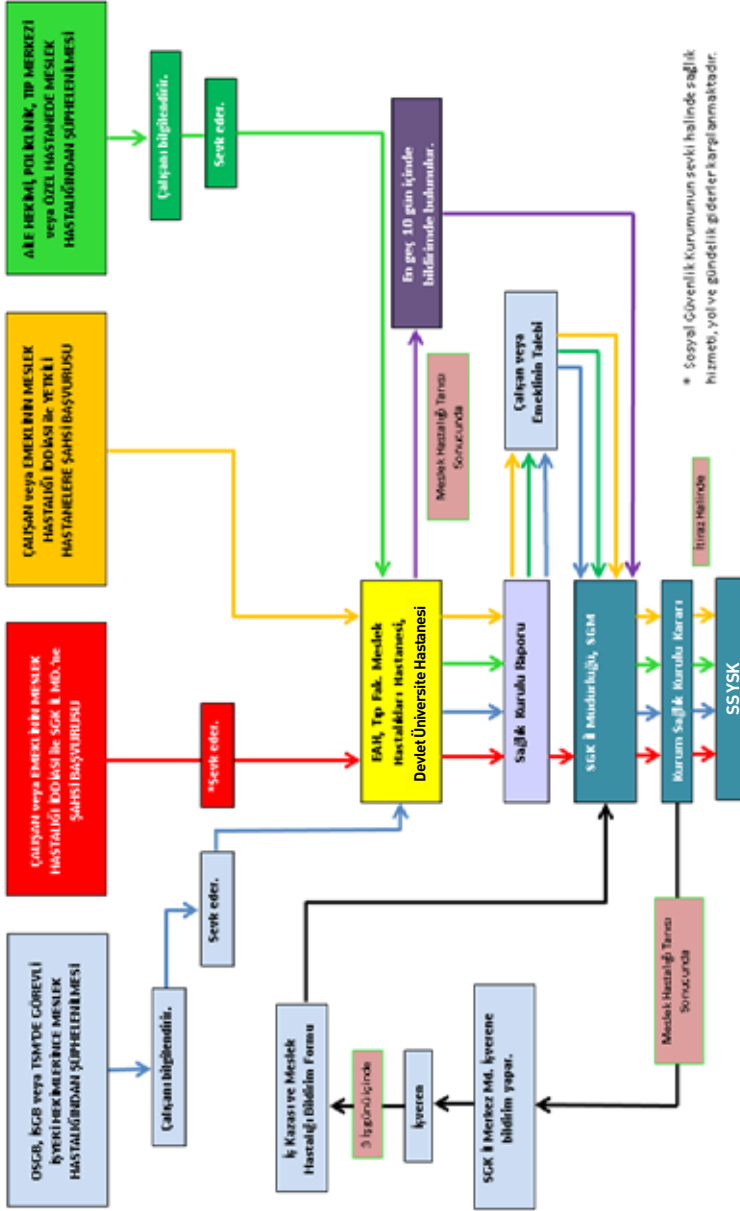 OSGB, İSGB veya TSM'DE GÖREVLİ
İŞYERİ HEKİMLERİNCE MESLEK
HASTALIĞINDAN ŞÜPHELENİLMESİ
ÇALIŞAN veya EMEKLİNİN MESLEK
HASTALIĞI İDDİASI ile SGK İL MD.'ne
ŞAHSİ BAŞVURUSU
ÇALIŞAN veya EMEKLİNİN MESLEK
HASTALIĞI İDDİASI ile YETKİLİ
HASTANELERE ŞAHSİ BAŞVURUSU
AİLE HEKİMİ, POLİKLİNİK, TIP MERKEZİ
veya ÖZEL HASTANEDE MESLEK
HASTALIĞINDAN ŞÜPHELENİLMESİ
Çalışanı bilgilendirir.
Sevk eder.
*Sevk eder.
Çalışanı bilgilendirir.
Sevk eder.
EAH, Tıp Fak. Meslek
Hastalıkları Hastanesi,
Devlet Üniversite Hastanesi
En geç 10 gün içinde
bildirimde bulunulur.
Meslek Hastalığı Tanısı
Sonucunda
Sağlık Kurulu Raporu
Çalışan veya
Emeklinin Talebi
İş Kazası ve Meslek
Hastalığı Bildirim Formu
3 işgünü içinde
İşveren
SGK İl Merkez Md. işverene
bildirim yapar.
SGK İl Müdürlüğü, SGM
Kurum Sağlık Kurulu Kararı
İtiraz Halinde
Meslek Hastalığı Tanısı
Sonucunda
SSYSK
* Sosyal Güvenlik Kurumunun sevki halinde sağlık
hizmeti, yol ve gündelik giderler karşılanmaktadır.